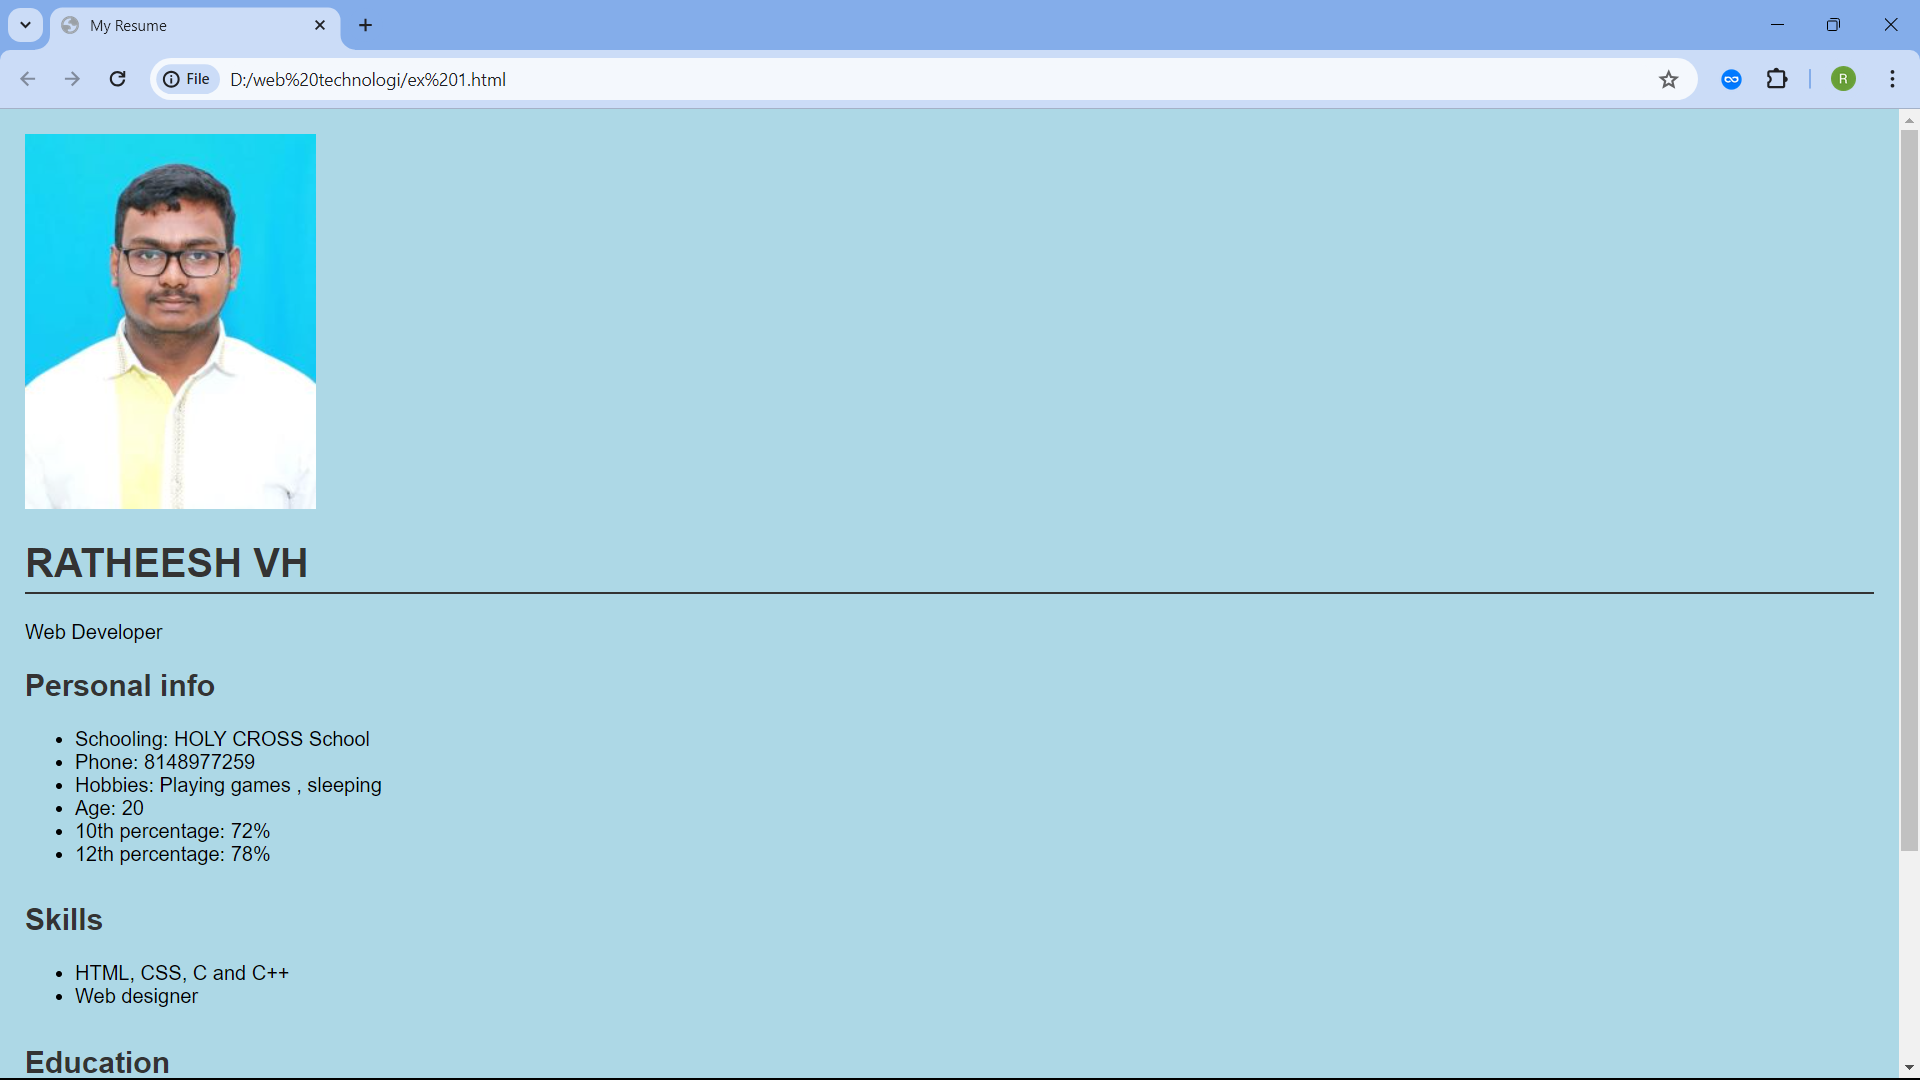 My Resume
File D:/web%20technologi/ex%201.html
R
RATHEESH VH
Web Developer
Personal info
• Schooling: HOLY CROSS School
• Phone: 8148977259
• Hobbies: Playing games , sleeping
• Age: 20
• 10th percentage: 72%
• 12th percentage: 78%
Skills
• HTML, CSS, C and C++
• Web designer
Education